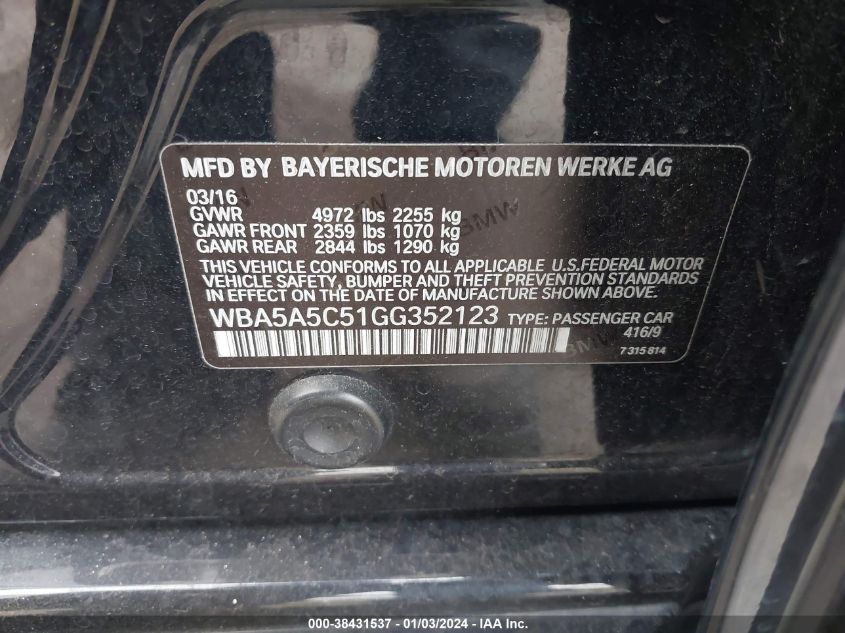 MFD BY BAYERISCHE MOTOREN WERKE AG
03/16
GVWR 4972 lbs 2255 kg
GAWR FRONT 2359 lbs 1070 kg
GAWR REAR 2844 lbs 1290 kg
THIS VEHICLE CONFORMS TO ALL APPLICABLE U.S.FEDERAL MOTOR
VEHICLE SAFETY, BUMPER AND THEFT PREVENTION STANDARDS
IN EFFECT ON THE DATE OF MANUFACTURE SHOWN ABOVE.
WBA5A5C51GG352123 TYPE: PASSENGER CAR
416/9
7 315 814
BMW
BMW
000-38431537 - 01/03/2024 - IAA Inc.